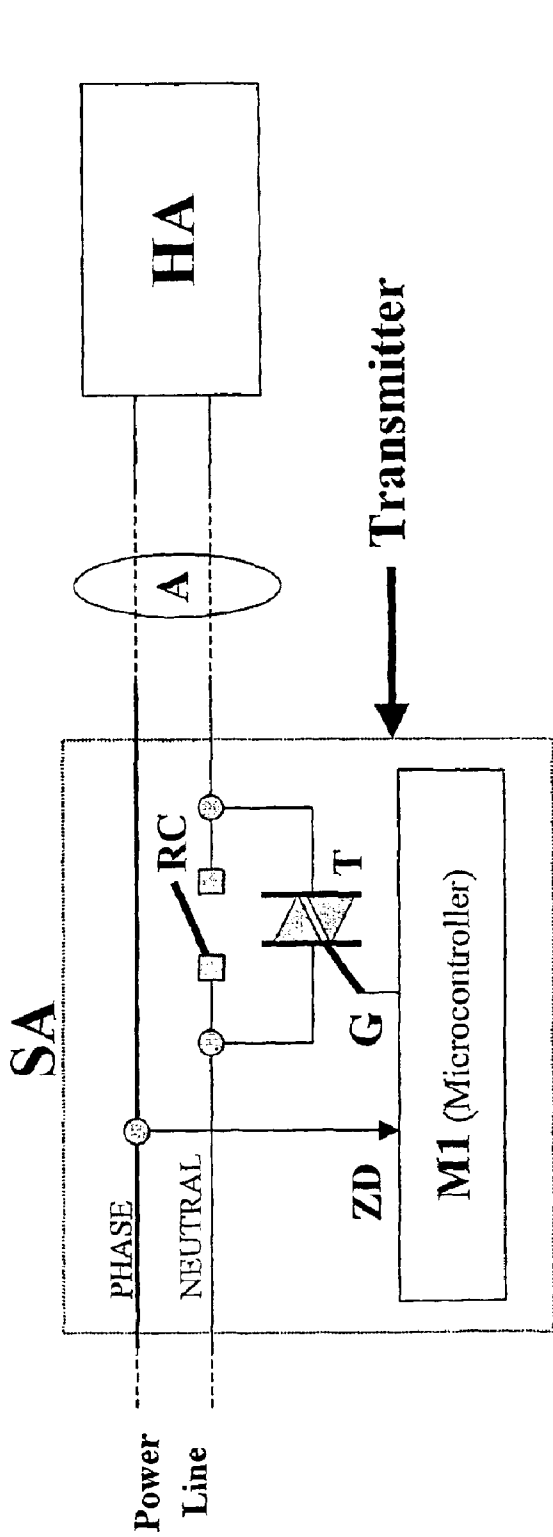 SA
Power
Line
PHASE
NEUTRAL
RC
A
HA
ZD
G
T
M1 (Microcontroller)
Transmitter